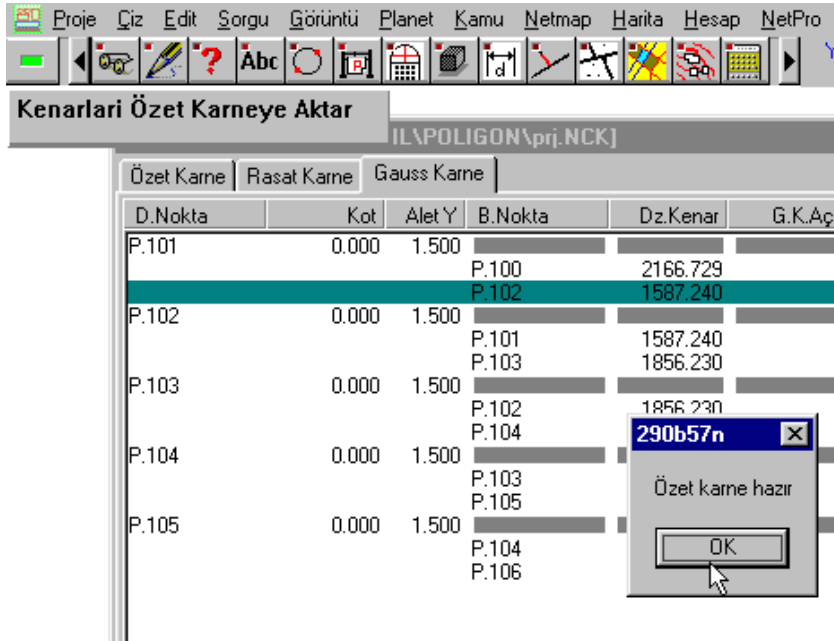 Proje Çiz Edit Sorgu Görüntü Planet Kamu Netmap Harita Hesap NetPro
? Abc P d Y
Kenarlari Özet Karneye Aktar
IL\POLIGON\prj.NCK]
Özet Karne Rasat Karne Gauss Karne
D.Nokta Kot Alet Y B.Nokta Dz.Kenar G.K.Aç
P.101 0.000 1.500
P.100 2166.729
P.102 1587.240
P.102 0.000 1.500
P.101 1587.240
P.103 1856.230
P.103 0.000 1.500
P.102 1856.230
P.104
P.104 0.000 1.500
P.103
P.105
P.105 0.000 1.500
P.104
P.106
290b57n
Özet karne hazır
OK